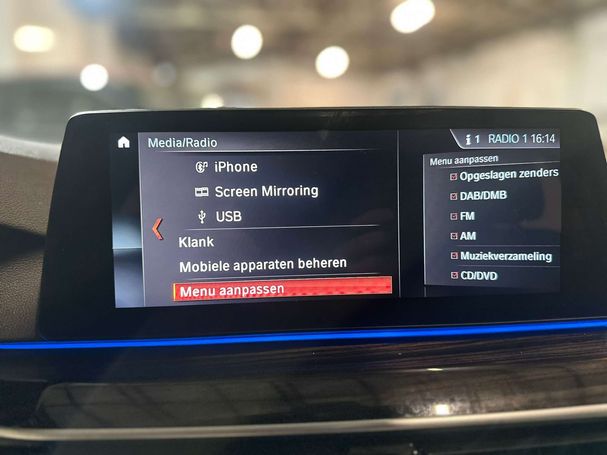 Media/Radio
1 RADIO 1 16:14
iPhone
Screen Mirroring
USB
Klank
Mobiele apparaten beheren
Menu aanpassen
Menu aanpassen
Opgeslagen zenders
DAB/DMB
FM
AM
Muziekverzameling
CD/DVD